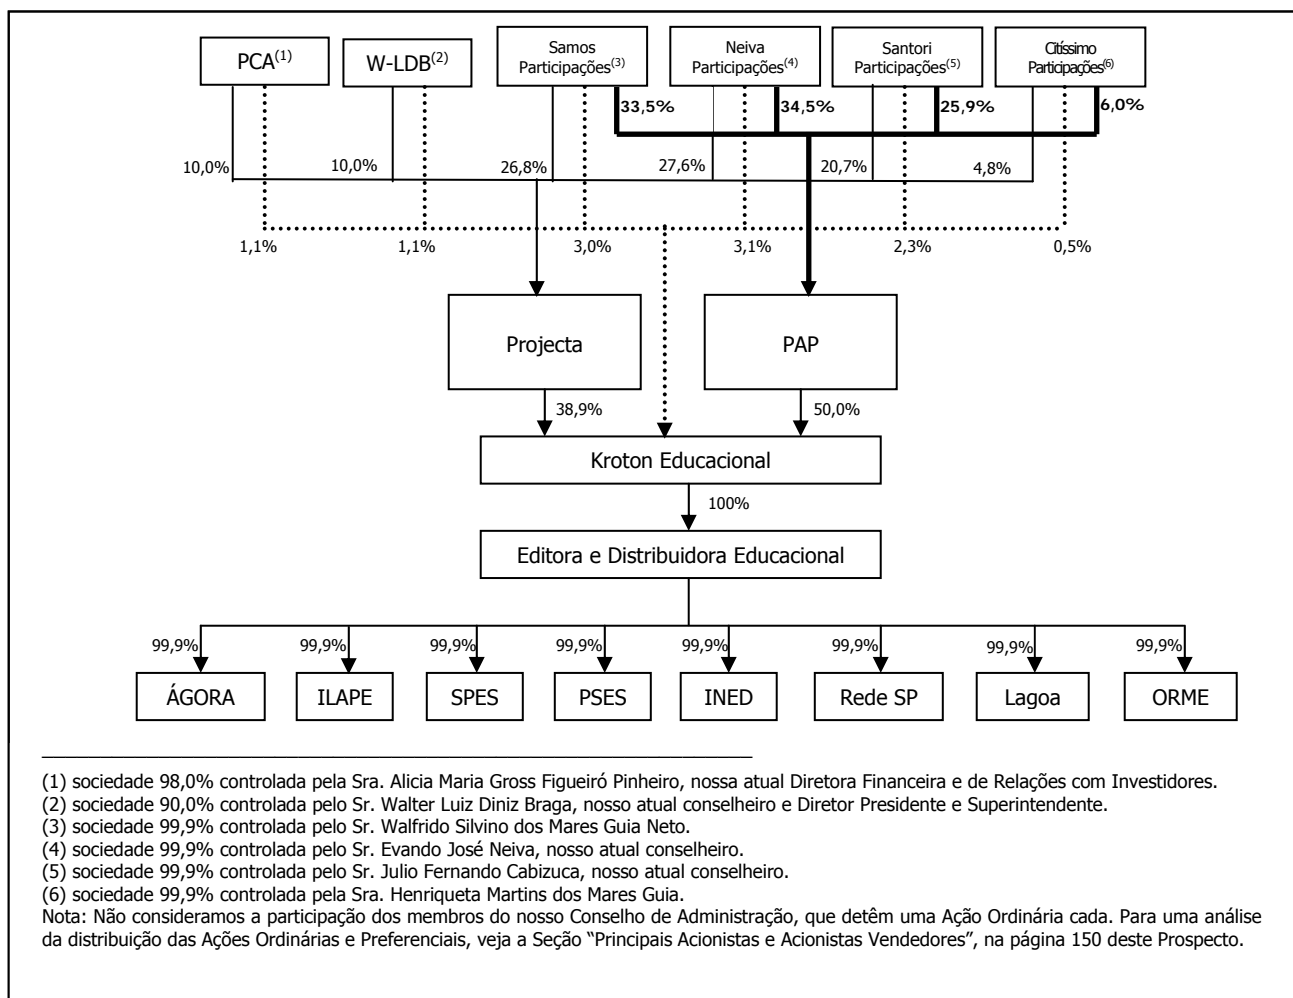 PCA(1)
W-LDB(2)
Samos
Participações(3)
Neiva
Participações(4)
Santori
Participações(5)
Citíssimo
Participações(6)
33,5%
34,5%
25,9%
6,0%
10,0%
10,0%
26,8%
27,6%
20,7%
4,8%
1,1%
1,1%
3,0%
3,1%
2,3%
0,5%
Projecta
PAP
38,9%
50,0%
Kroton Educacional
100%
Editora e Distribuidora Educacional
99,9%
99,9%
99,9%
99,9%
99,9%
99,9%
99,9%
99,9%
ÁGORA
ILAPE
SPES
PSES
INED
Rede SP
Lagoa
ORME
(1) sociedade 98,0% controlada pela Sra. Alicia Maria Gross Figueiró Pinheiro, nossa atual Diretora Financeira e de Relações com Investidores.
(2) sociedade 90,0% controlada pelo Sr. Walter Luiz Diniz Braga, nosso atual conselheiro e Diretor Presidente e Superintendente.
(3) sociedade 99,9% controlada pelo Sr. Walfrido Silvino dos Mares Guia Neto.
(4) sociedade 99,9% controlada pelo Sr. Evando José Neiva, nosso atual conselheiro.
(5) sociedade 99,9% controlada pelo Sr. Julio Fernando Cabizuca, nosso atual conselheiro.
(6) sociedade 99,9% controlada pela Sra. Henriqueta Martins dos Mares Guia.
Nota: Não consideramos a participação dos membros do nosso Conselho de Administração, que detêm uma Ação Ordinária cada. Para uma análise
da distribuição das Ações Ordinárias e Preferenciais, veja a Seção “Principais Acionistas e Acionistas Vendedores”, na página 150 deste Prospecto.